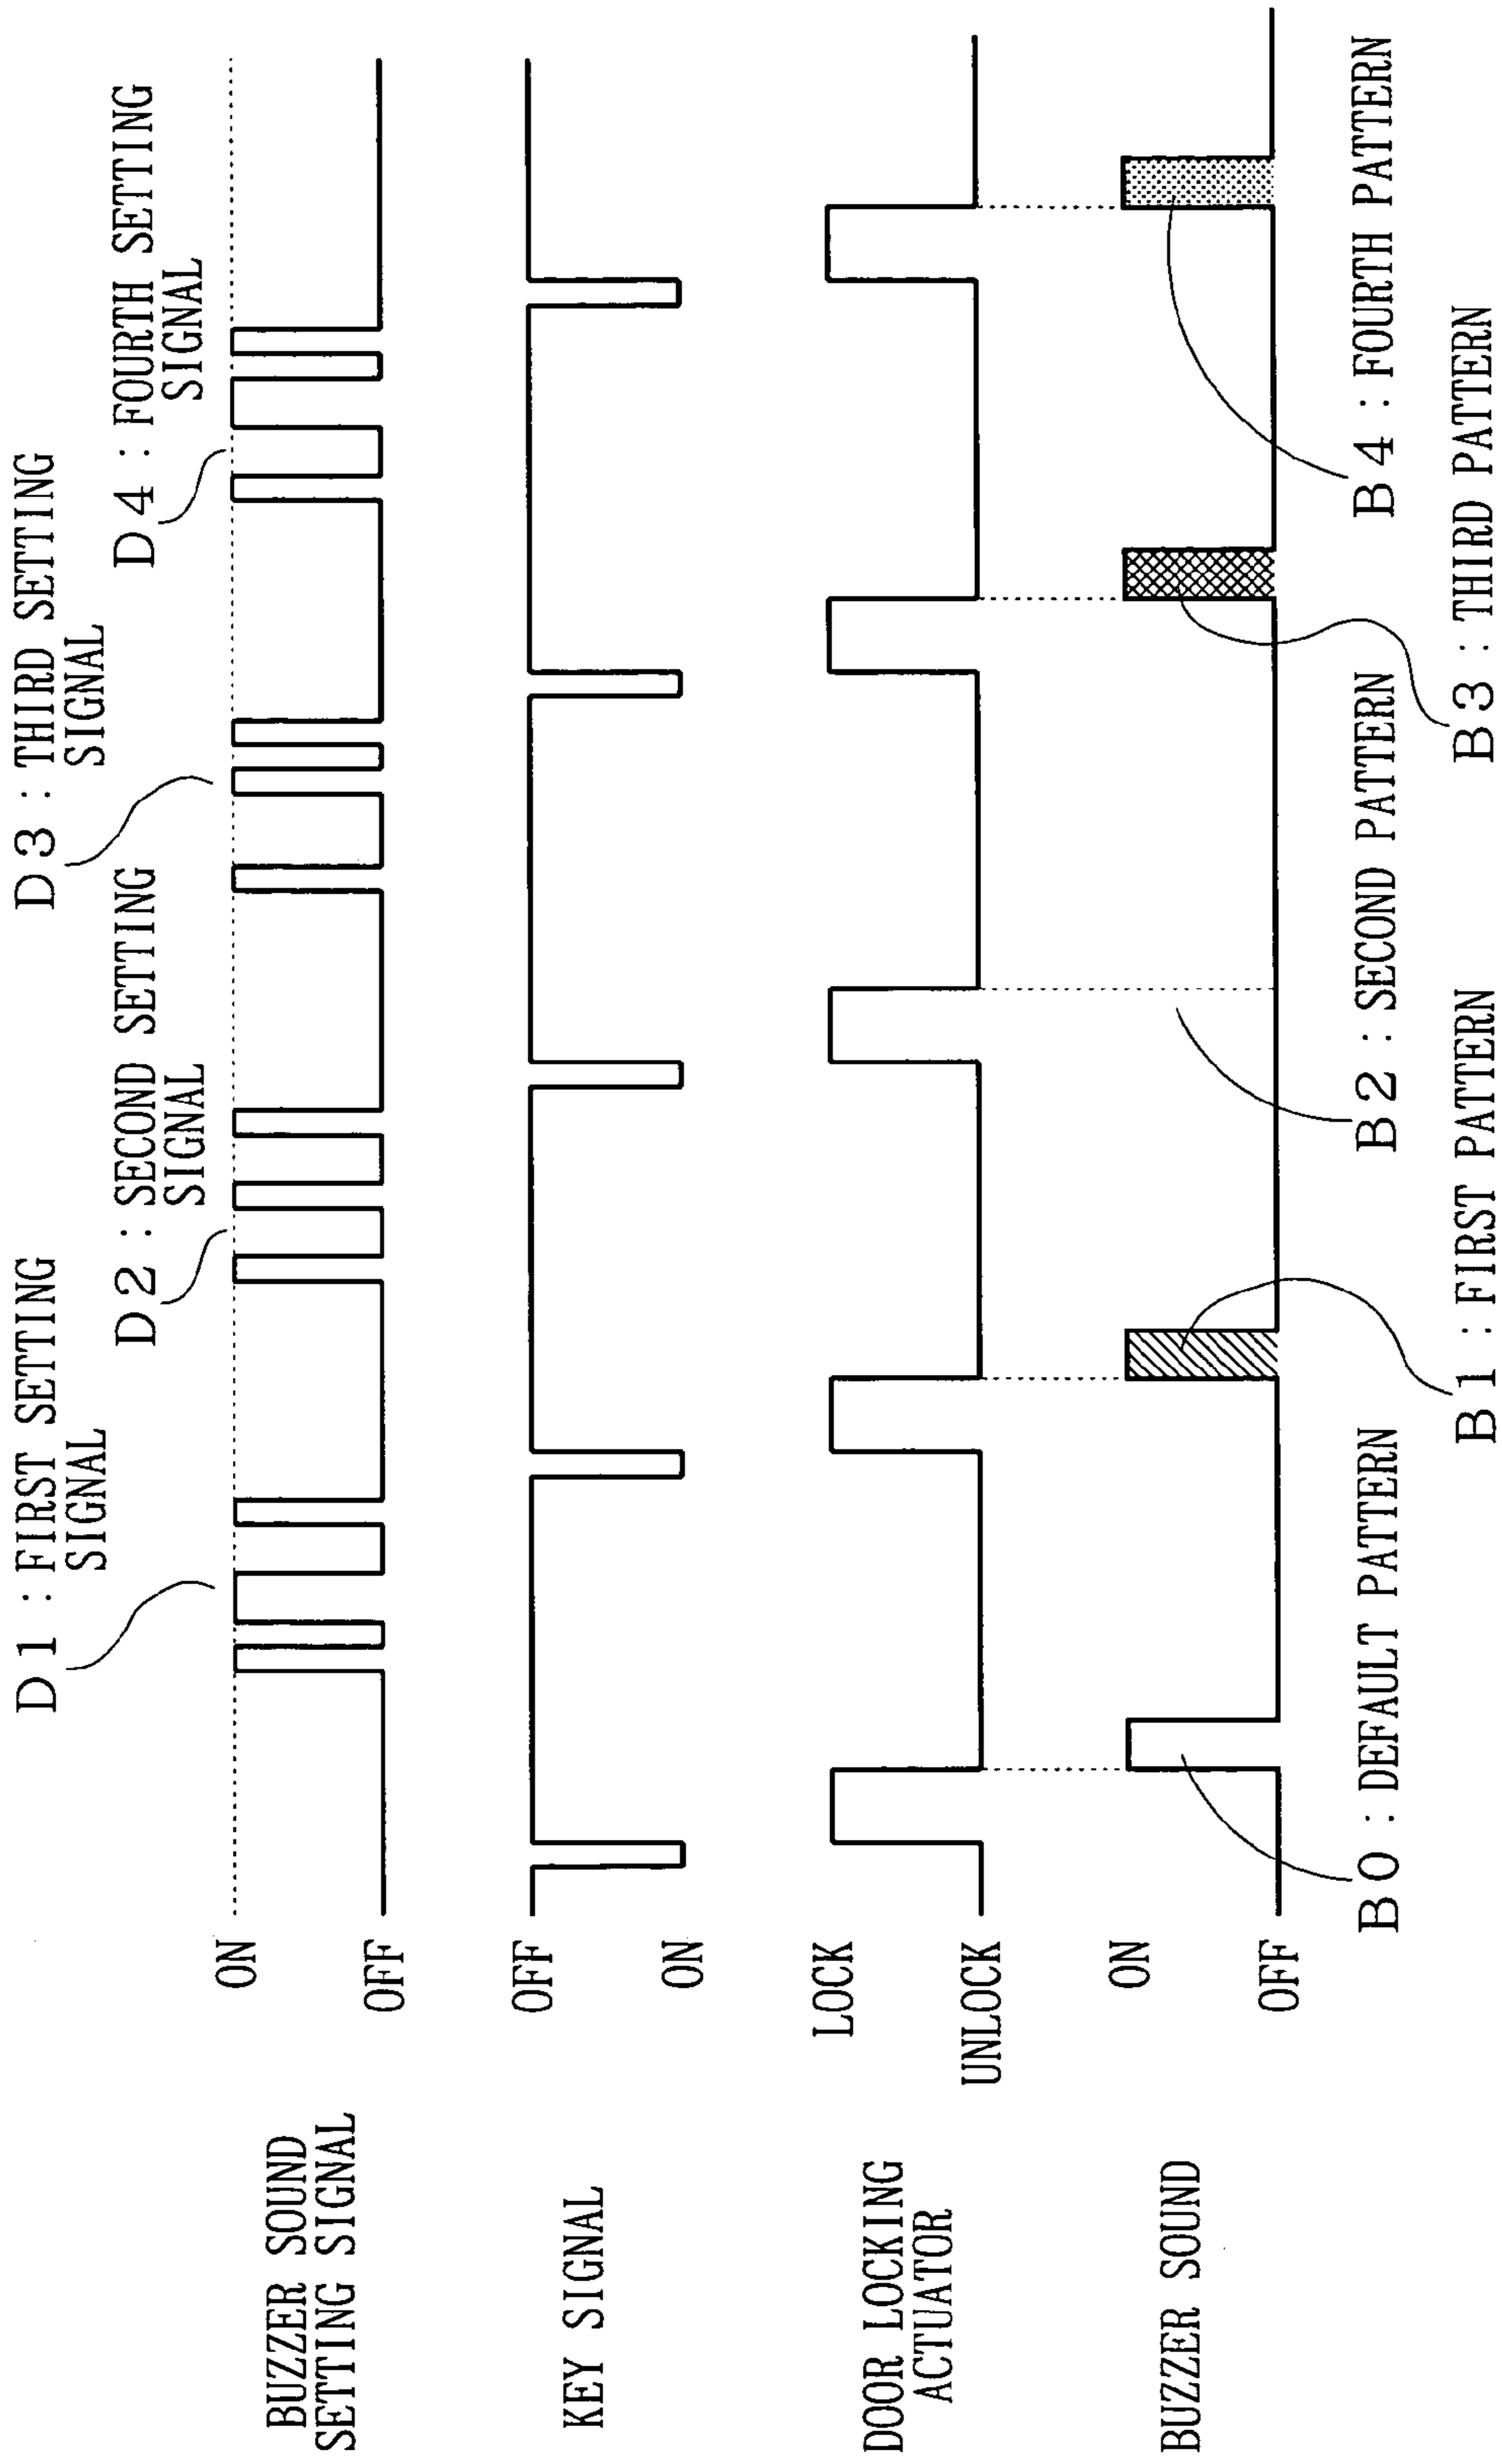 D1 : FIRST SETTING
SIGNAL
D2 : SECOND SETTING
SIGNAL
D3 : THIRD SETTING
SIGNAL
D4 : FOURTH SETTING
SIGNAL
BUZZER SOUND
SETTING SIGNAL
ON
OFF
KEY SIGNAL
OFF
ON
DOOR LOCKING
ACTUATOR
LOCK
UNLOCK
BUZZER SOUND
ON
OFF
B0 : DEFAULT PATTERN
B1 : FIRST PATTERN
B2 : SECOND PATTERN
B3 : THIRD PATTERN
B4 : FOURTH PATTERN